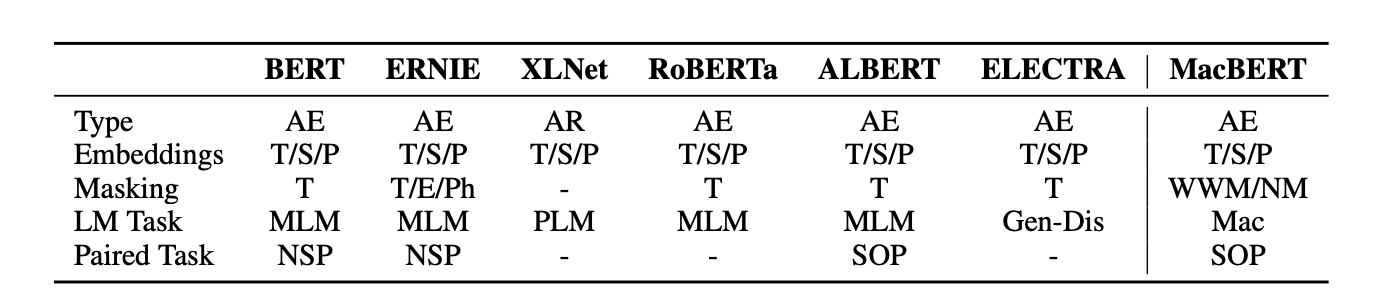 BERT ERNIE XLNet RoBERTa ALBERT ELECTRA MacBERT
Type AE AE AR AE AE AE AE
Embeddings T/S/P T/S/P T/S/P T/S/P T/S/P T/S/P T/S/P
Masking T T/E/Ph - T T T WWM/NM
LM Task MLM MLM PLM MLM MLM Gen-Dis Mac
Paired Task NSP NSP - - SOP - SOP